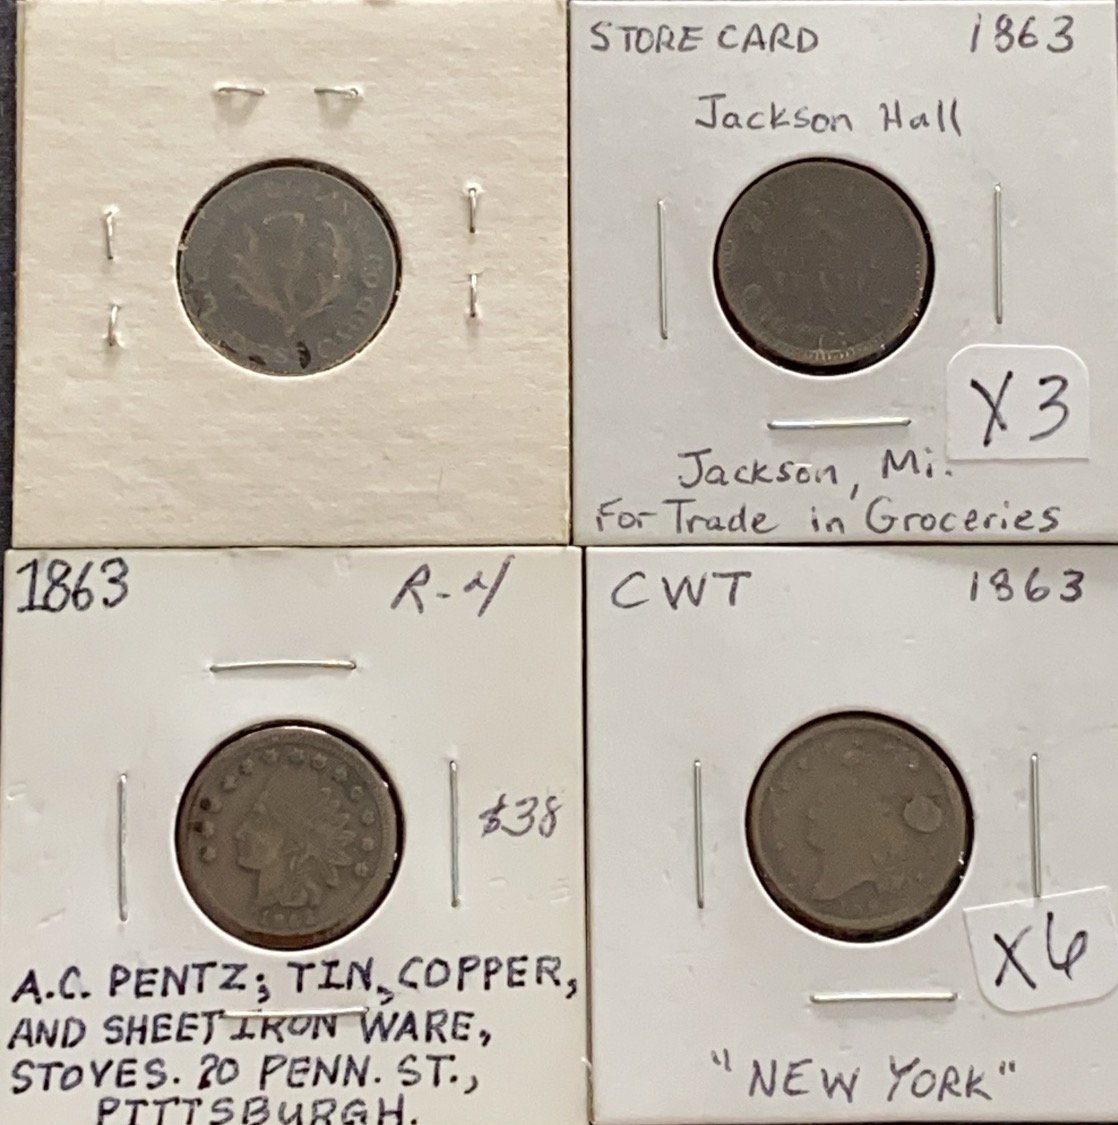 STORE CARD 1863
Jackson Hall
X3
Jackson, Mi.
For Trade in Groceries
1863 R-4
$38
A.C. PENTZ; TIN, COPPER,
AND SHEET IRON WARE,
STOVES. 20 PENN. ST.,
PITTSBURGH.
CWT 1863
X6
"NEW YORK"